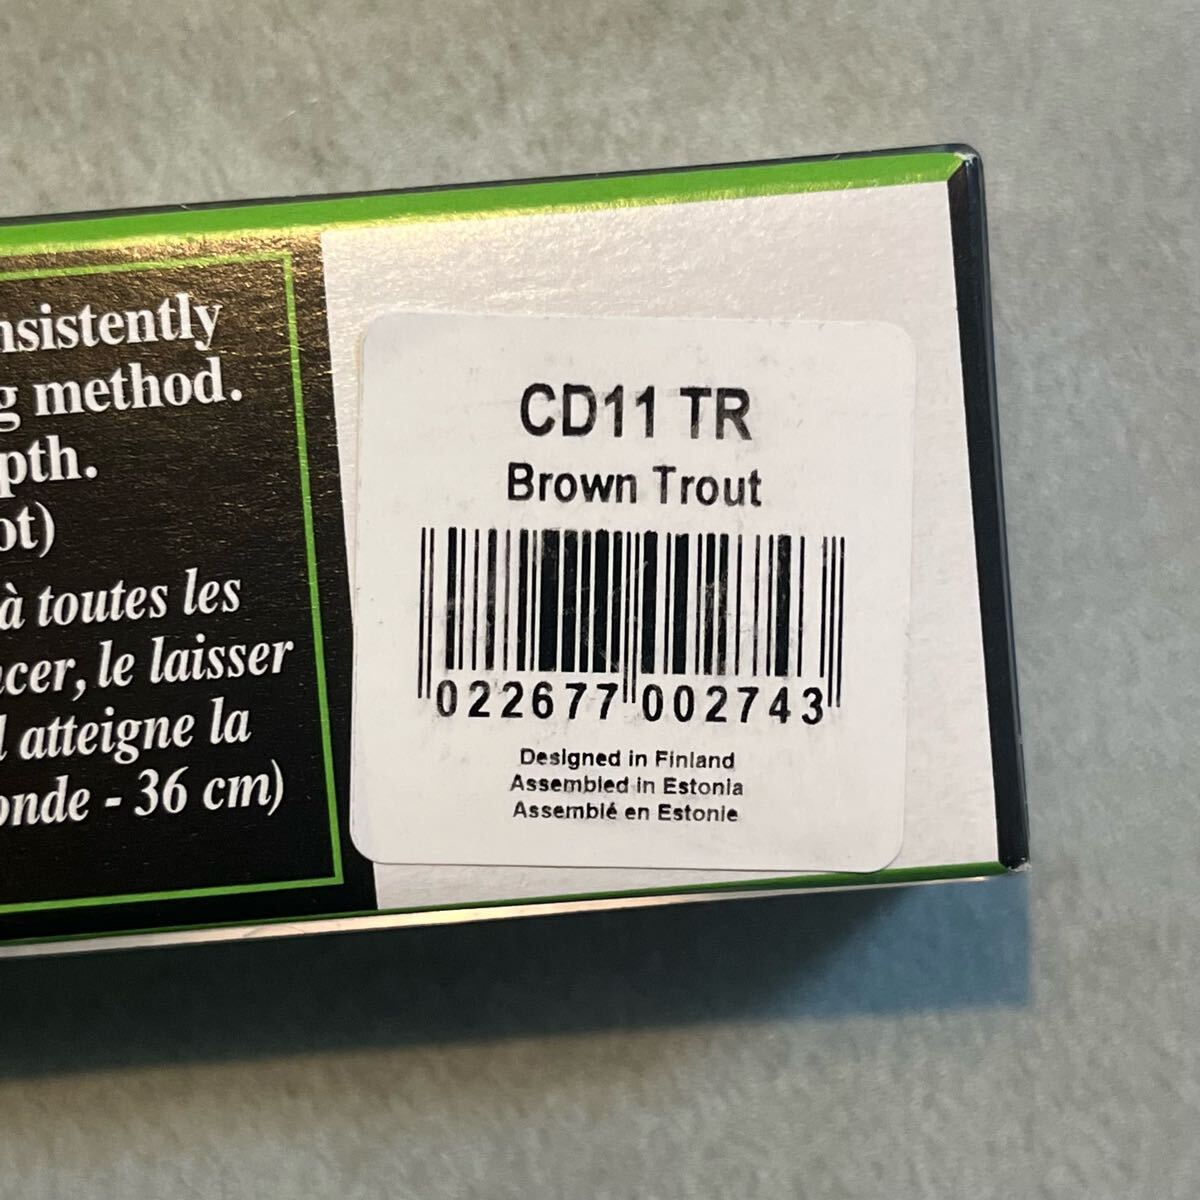 nsistently
g method.
pth.
ot)
à toutes les
ncer, le laisser
l atteigne la
onde - 36 cm)
CD11 TR
Brown Trout
022677 002743
Designed in Finland
Assembled in Estonia
Assemblé en Estonie